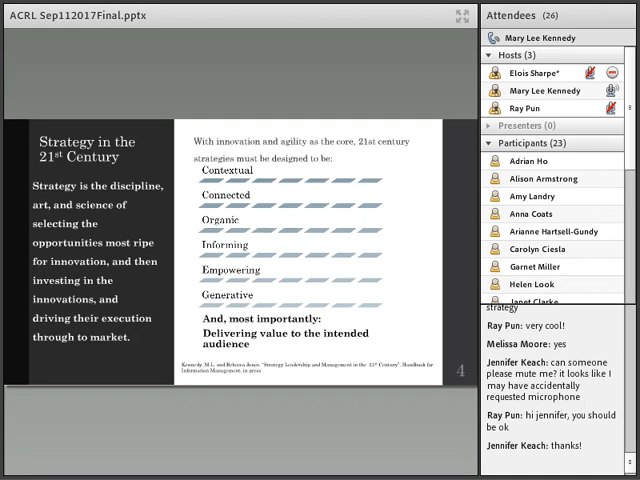 ACRL Sep112017Final.pptx
Strategy in the
21st Century
Strategy is the discipline,
art, and science of
selecting the
opportunities most ripe
for innovation, and then
investing in the
innovations, and
driving their execution
through to market.
With innovation and agility as the core, 21st century
strategies must be designed to be:
Contextual
Connected
Organic
Informing
Empowering
Generative
And, most importantly:
Delivering value to the intended
audience
Kennedy, M.L. and Rebecca Jones. "Strategy Leadership and Management in the 21st Century". Handbook for
Information Management. in press
4
Attendees (26)
Mary Lee Kennedy
Hosts (3)
Elois Sharpe*
Mary Lee Kennedy
Ray Pun
Presenters (0)
Participants (23)
Adrian Ho
Alison Armstrong
Amy Landry
Anna Coats
Arianne Hartsell-Gundy
Carolyn Ciesla
Garnet Miller
Helen Look
Janet Clarke
strategy
Ray Pun: very cool!
Melissa Moore: yes
Jennifer Keach: can someone
please mute me? it looks like I
may have accidentally
requested microphone
Ray Pun: hi jennifer, you should
be ok
Jennifer Keach: thanks!